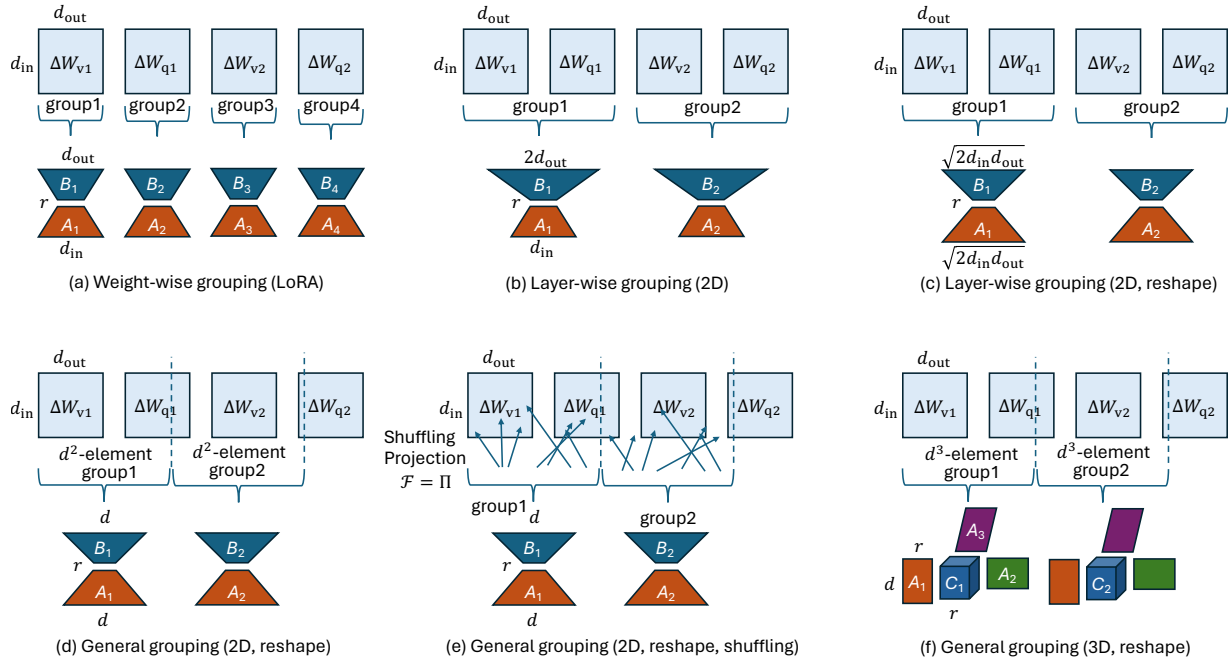 d_out
d_in ΔW_v1 ΔW_q1 ΔW_v2 ΔW_q2
group1 group2 group3 group4
d_out
B_1 B_2 B_3 B_4
r
A_1 A_2 A_3 A_4
d_in
(a) Weight-wise grouping (LoRA)
d_out
d_in ΔW_v1 ΔW_q1 ΔW_v2 ΔW_q2
group1 group2
2d_out
B_1 B_2
r
A_1 A_2
d_in
(b) Layer-wise grouping (2D)
d_out
d_in ΔW_v1 ΔW_q1 ΔW_v2 ΔW_q2
group1 group2
√2d_in d_out
B_1 B_2
r
A_1 A_2
√2d_in d_out
(c) Layer-wise grouping (2D, reshape)
d_out
d_in ΔW_v1 ΔW_q1 ΔW_v2 ΔW_q2
d²-element d²-element
group1 group2
d
B_1 B_2
r
A_1 A_2
d
(d) General grouping (2D, reshape)
d_out
d_in ΔW_v1 ΔW_q1 ΔW_v2 ΔW_q2
Shuffling
Projection
ℱ = Π
group1 group2
d
B_1 B_2
r
A_1 A_2
d
(e) General grouping (2D, reshape, shuffling)
d_out
d_in ΔW_v1 ΔW_q1 ΔW_v2 ΔW_q2
d³-element d³-element
group1 group2
A_3
r
d A_1 C_1 A_2 C_2
r
(f) General grouping (3D, reshape)